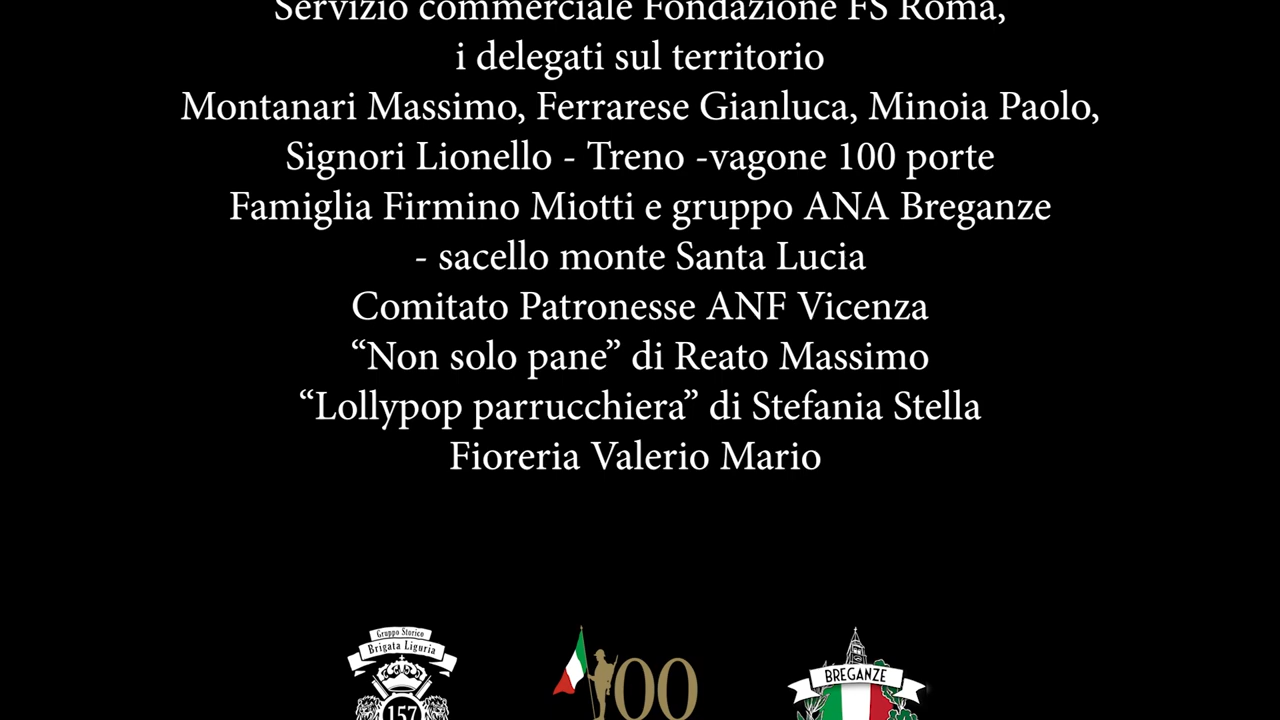 Servizio commerciale Fondazione FS Roma,
i delegati sul territorio
Montanari Massimo, Ferrarese Gianluca, Minoia Paolo,
Signori Lionello - Treno -vagone 100 porte
Famiglia Firmino Miotti e gruppo ANA Breganze
- sacello monte Santa Lucia
Comitato Patronesse ANF Vicenza
“Non solo pane” di Reato Massimo
“Lollypop parrucchiera” di Stefania Stella
Fioreria Valerio Mario
Gruppo Storico
Brigata Liguria
157
100
BREGANZE